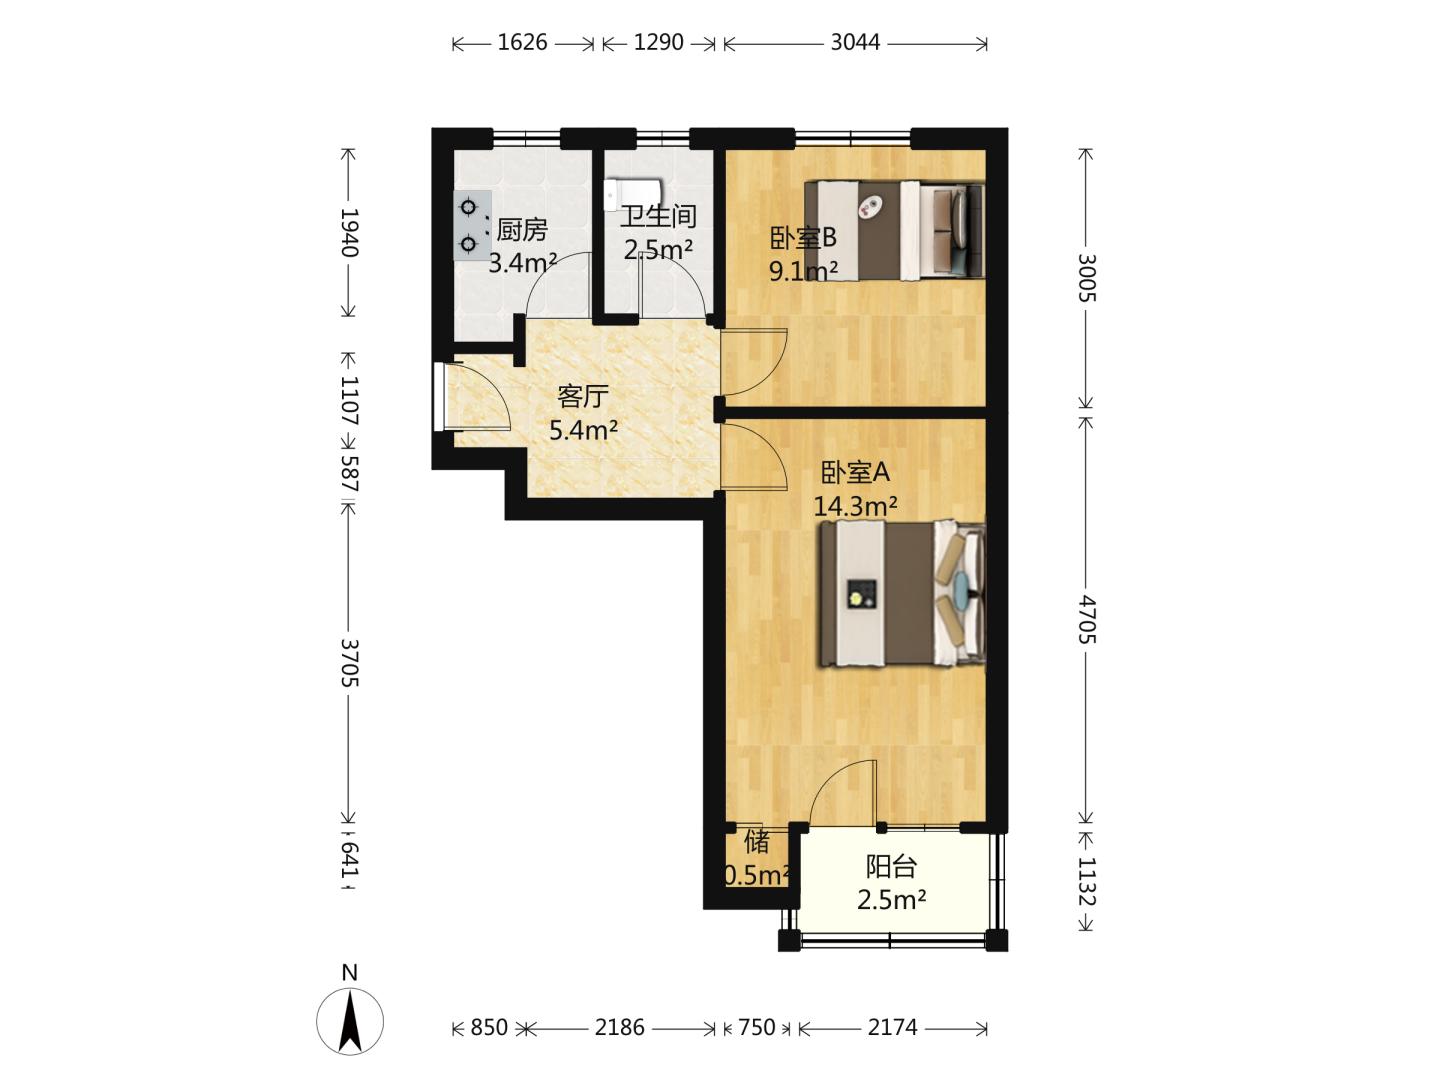 1626
1290
3044
1940
1107
587
3705
641
3005
4705
1132
厨房
3.4m²
卫生间
2.5m²
卧室B
9.1m²
客厅
5.4m²
卧室A
14.3m²
储
0.5m²
阳台
2.5m²
N
850
2186
750
2174